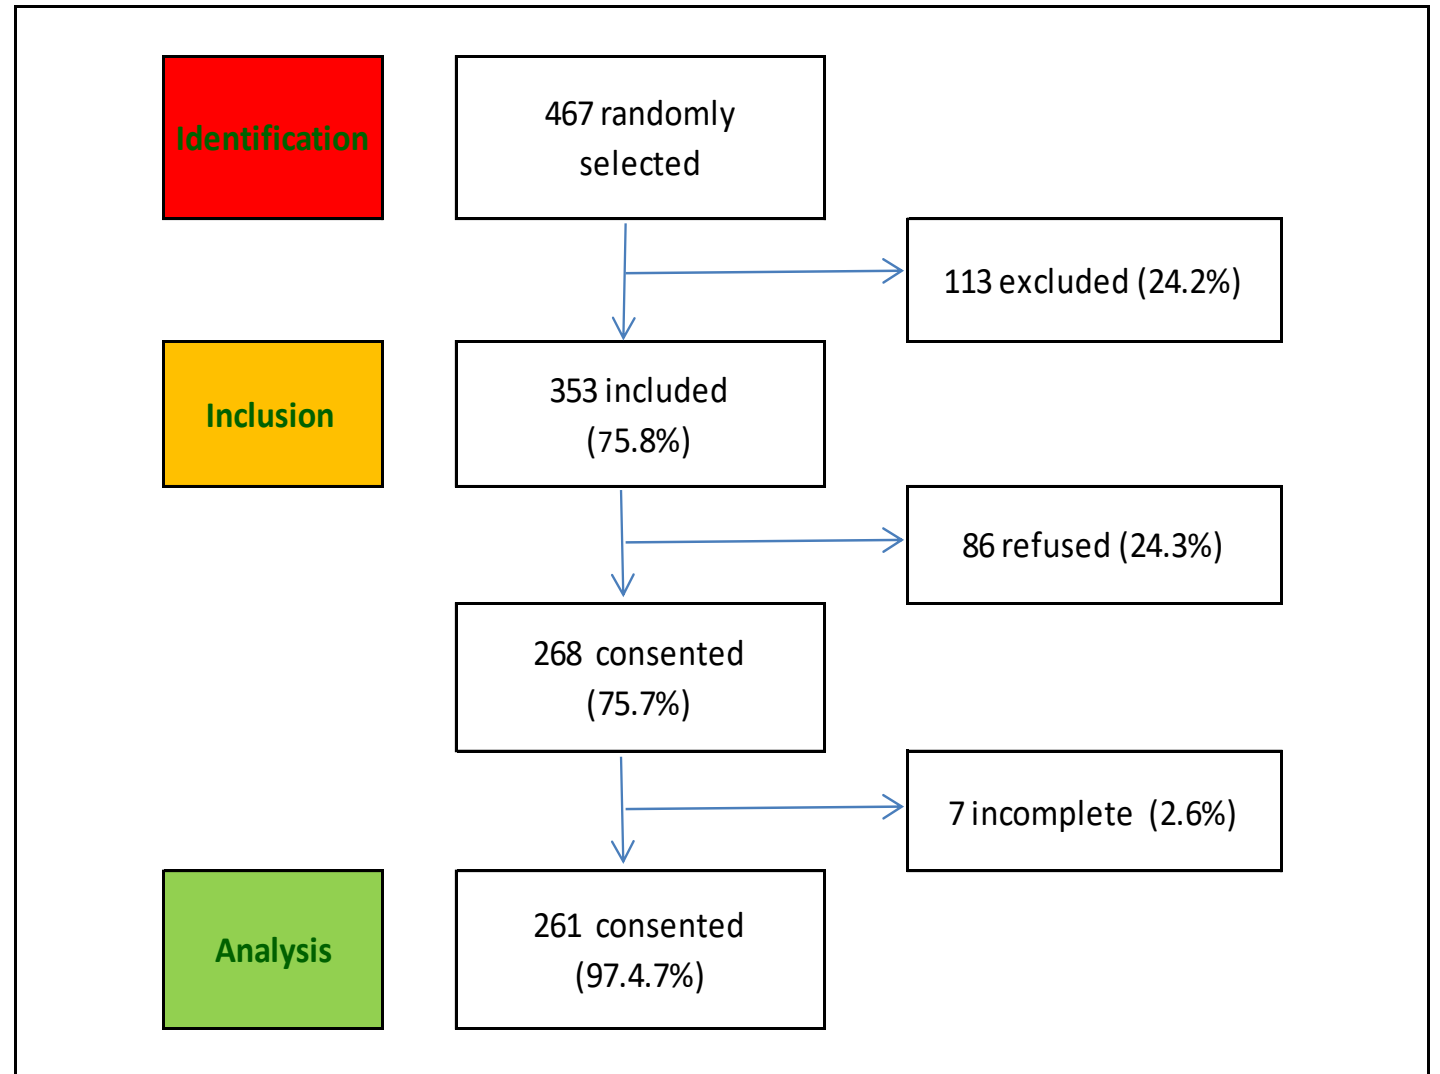 Identification
467 randomly
selected
113 excluded (24.2%)
Inclusion
353 included
(75.8%)
86 refused (24.3%)
268 consented
(75.7%)
7 incomplete (2.6%)
Analysis
261 consented
(97.4.7%)